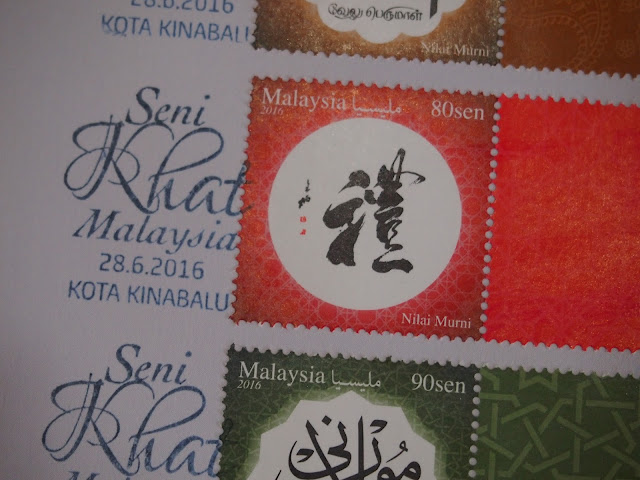 28.6.2016
KOTA KINABALU
வேலு பெருமாள்
Nilai Murni
Seni
Khat
Malaysia
28.6.2016
KOTA KINABALU
Malaysia مليسيا 80sen
2016
禮
Nilai Murni
Seni
Khat
Malaysia مليسيا 90sen
2016